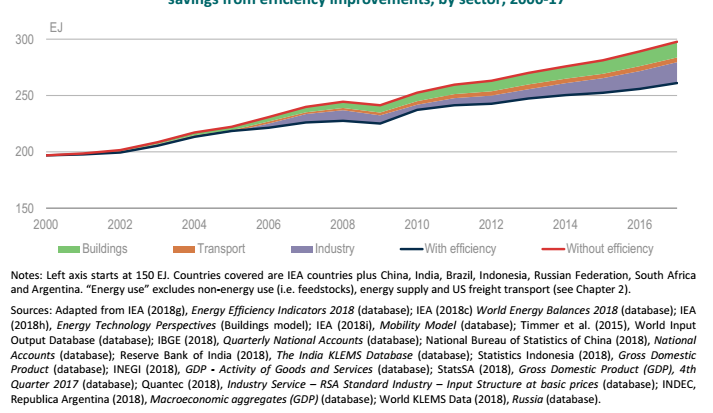 savings from efficiency improvements, by sector, 2000-17
EJ
300
250
200
150
2000 2002 2004 2006 2008 2010 2012 2014 2016
Buildings Transport Industry With efficiency Without efficiency
Notes: Left axis starts at 150 EJ. Countries covered are IEA countries plus China, India, Brazil, Indonesia, Russian Federation, South Africa
and Argentina. “Energy use” excludes non-energy use (i.e. feedstocks), energy supply and US freight transport (see Chapter 2).
Sources: Adapted from IEA (2018g), Energy Efficiency Indicators 2018 (database); IEA (2018c) World Energy Balances 2018 (database); IEA
(2018h), Energy Technology Perspectives (Buildings model); IEA (2018i), Mobility Model (database); Timmer et al. (2015), World Input
Output Database (database); IBGE (2018), Quarterly National Accounts (database); National Bureau of Statistics of China (2018), National
Accounts (database); Reserve Bank of India (2018), The India KLEMS Database (database); Statistics Indonesia (2018), Gross Domestic
Product (database); INEGI (2018), GDP - Activity of Goods and Services (database); StatsSA (2018), Gross Domestic Product (GDP), 4th
Quarter 2017 (database); Quantec (2018), Industry Service – RSA Standard Industry – Input Structure at basic prices (database); INDEC,
Republica Argentina (2018), Macroeconomic aggregates (GDP) (database); World KLEMS Data (2018), Russia (database).